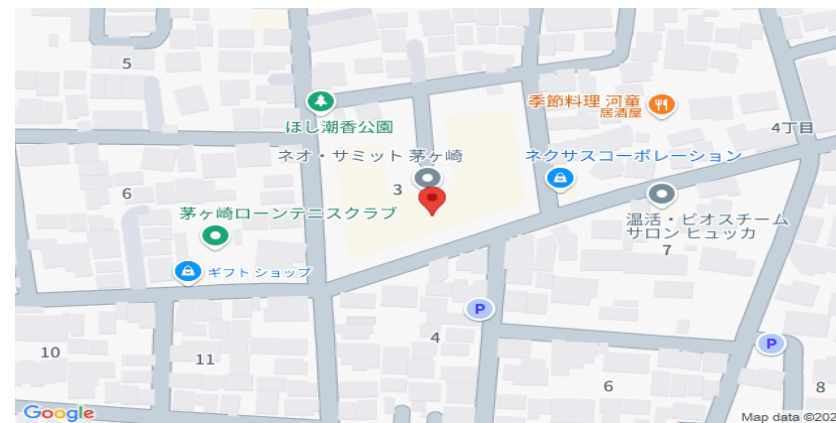 5
ほし潮香公園
季節料理 河童
居酒屋
4丁目
ネオ・サミット 茅ヶ崎
ネクサスコーポレーション
3
6
茅ヶ崎ローンテニスクラブ
温活・ビオスチーム
サロン ヒュッカ
7
ギフトショップ
P
4
P
10
11
6
8
Google
Map data ©202